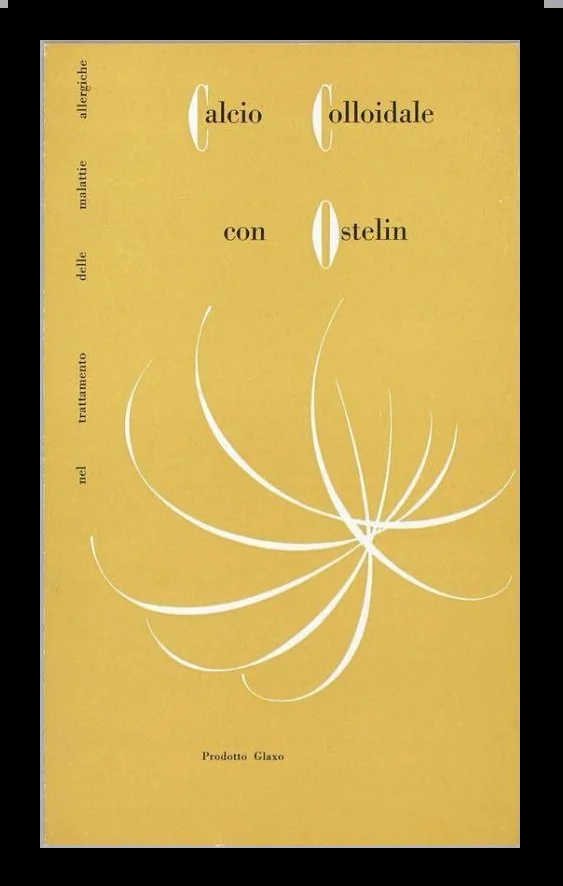 Calcio Colloidale
con Ostelin
nel trattamento delle malattie allergiche
Prodotto Glaxo